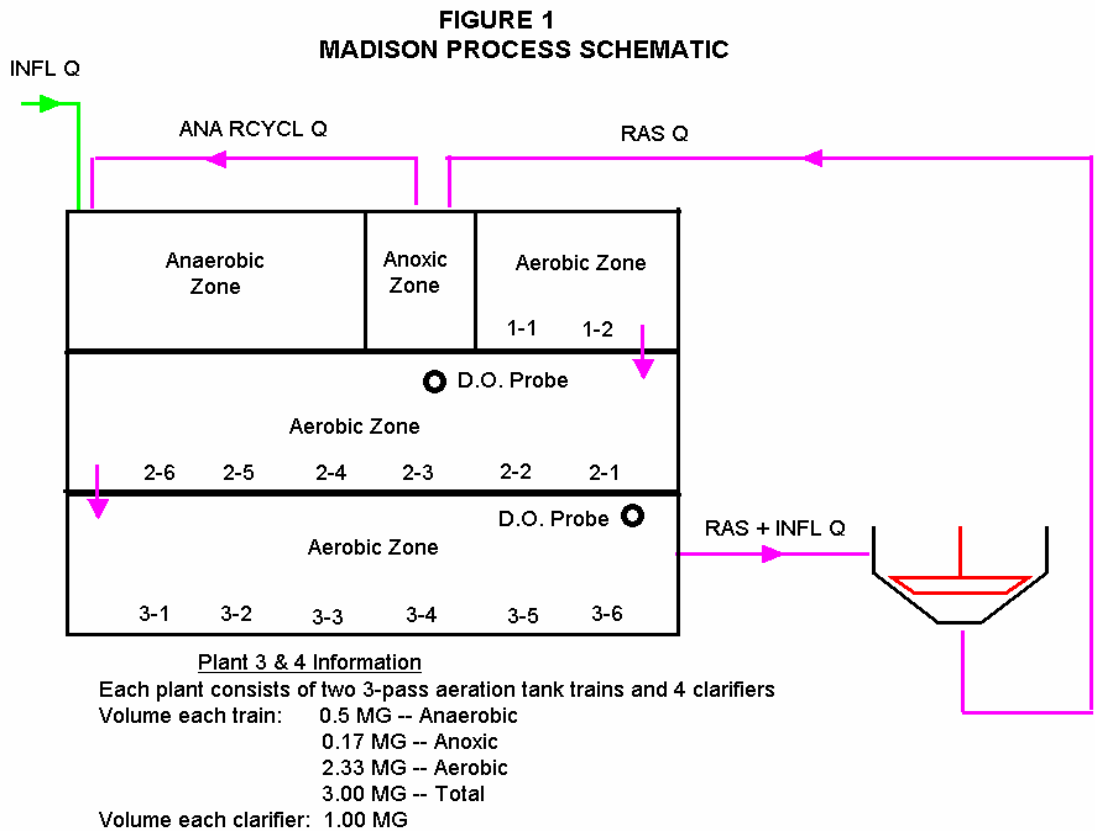 FIGURE 1
MADISON PROCESS SCHEMATIC
INFL Q
ANA RCYCL Q
RAS Q
Anaerobic
Zone
Anoxic
Zone
Aerobic Zone
1-1 1-2
D.O. Probe
Aerobic Zone
2-6 2-5 2-4 2-3 2-2 2-1
D.O. Probe
RAS + INFL Q
Aerobic Zone
3-1 3-2 3-3 3-4 3-5 3-6
Plant 3 & 4 Information
Each plant consists of two 3-pass aeration tank trains and 4 clarifiers
Volume each train: 0.5 MG -- Anaerobic
0.17 MG -- Anoxic
2.33 MG -- Aerobic
3.00 MG -- Total
Volume each clarifier: 1.00 MG